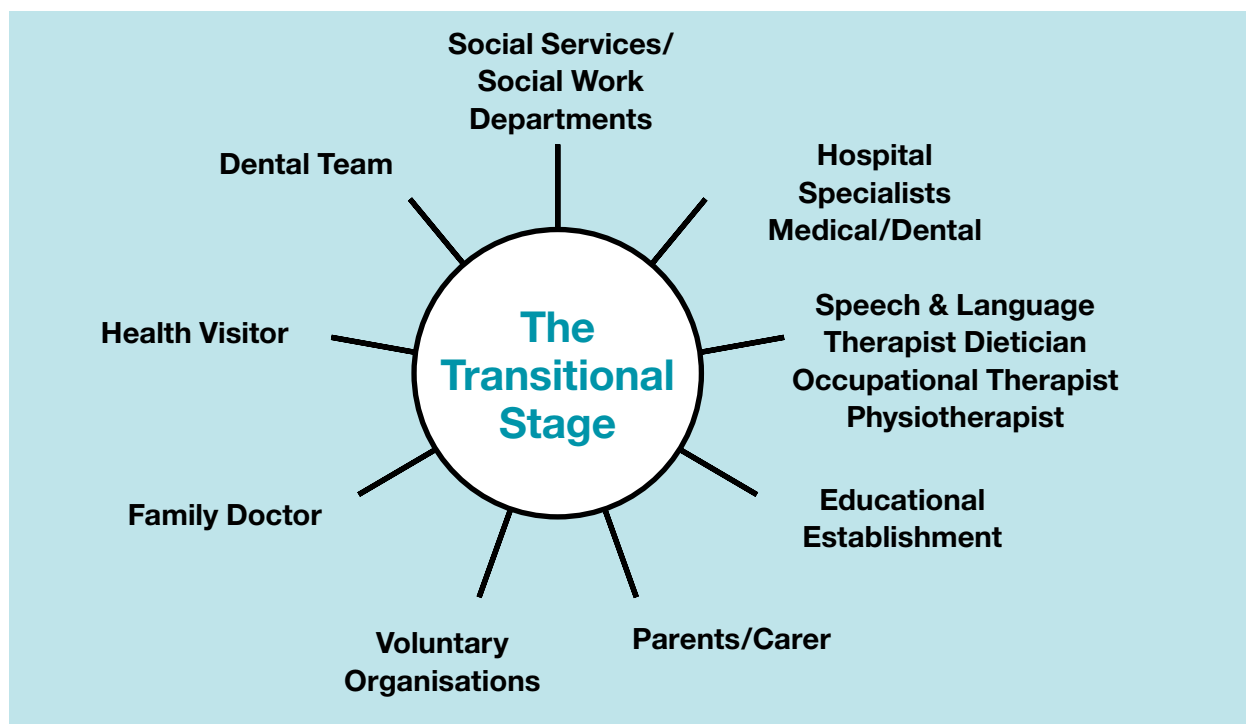 Social Services/
Social Work
Departments
Dental Team
Hospital
Specialists
Medical/Dental
Health Visitor
The
Transitional
Stage
Speech & Language
Therapist Dietician
Occupational Therapist
Physiotherapist
Family Doctor
Educational
Establishment
Voluntary
Organisations
Parents/Carer